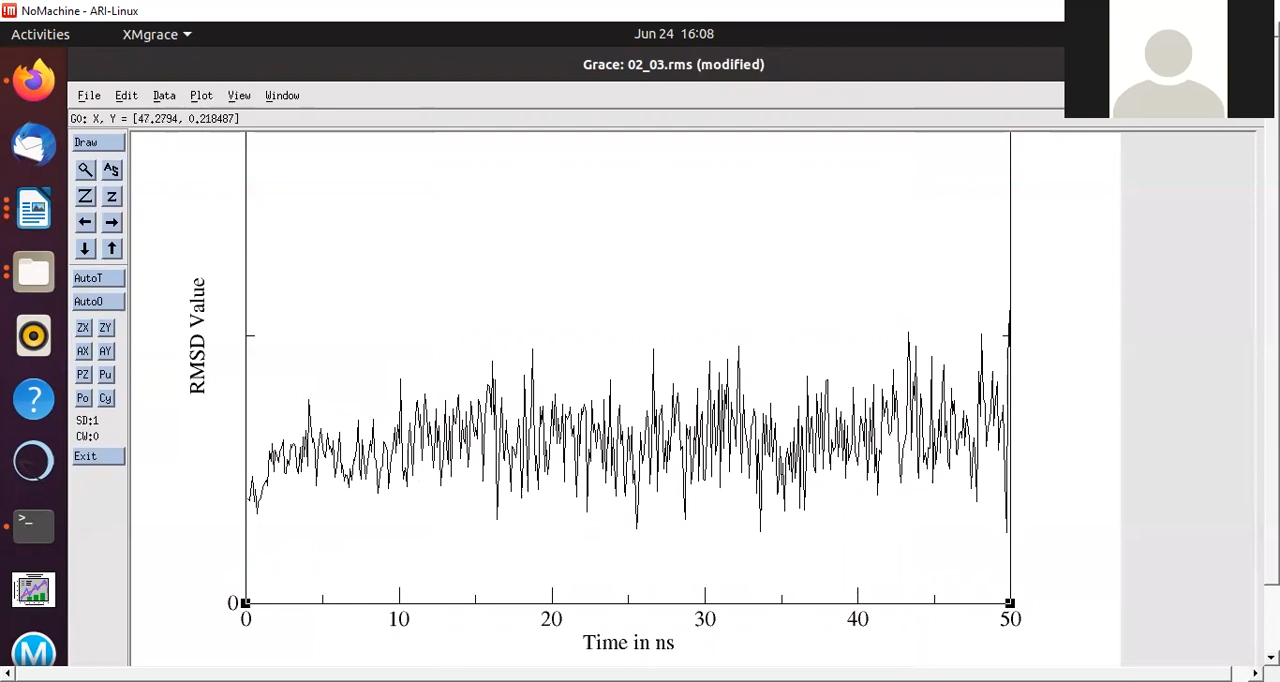 NoMachine - ARI-Linux
Activities XMgrace Jun 24 16:08
Grace: 02_03.rms (modified)
File Edit Data Plot View Window
G0: X, Y = [47.2794, 0.218487]
Draw
AS
Z z
AutoT
AutoO
ZX ZY
AX AY
PZ Pu
Po Cy
SD:1
CW:0
Exit
RMSD Value
0
0 10 20 30 40 50
Time in ns